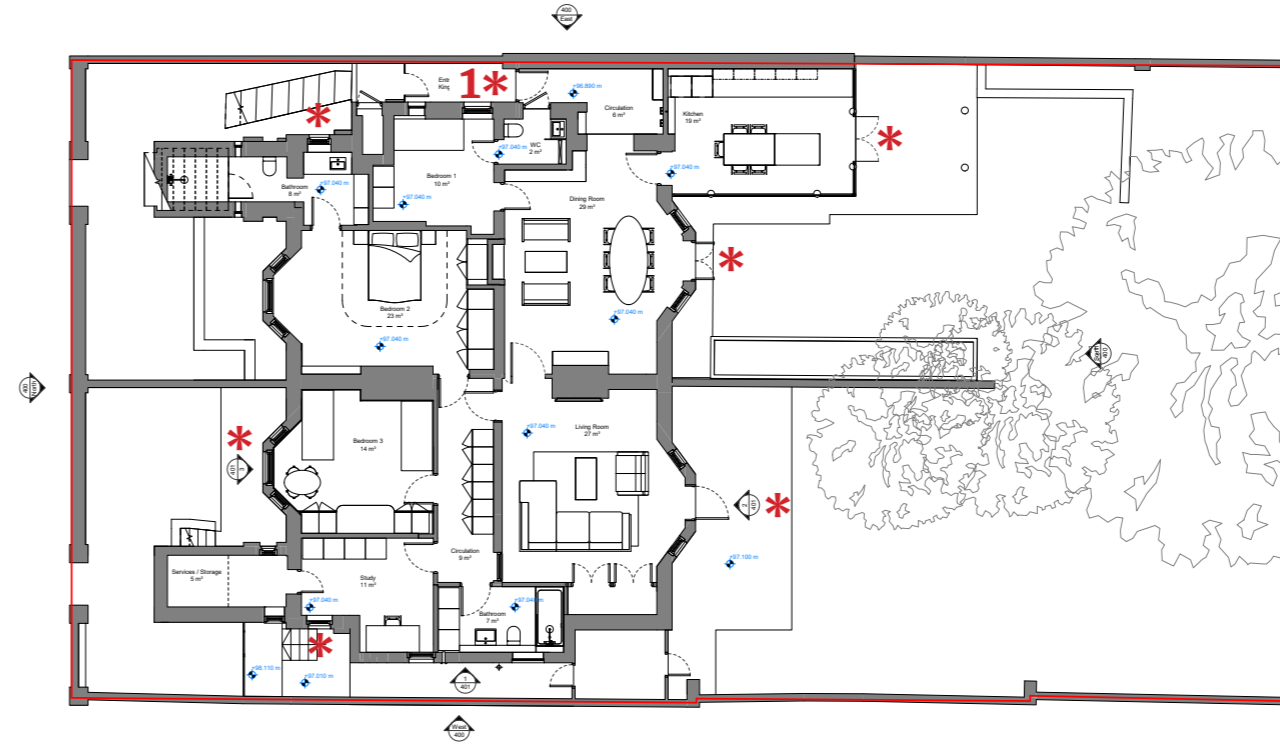 400
East
Entr
King
1*
+96.890 m
Circulation
6 m²
Kitchen
19 m²
*
*
WC
2 m²
+97.040 m
+97.040 m
Bedroom 1
10 m²
Bathroom
8 m²
+97.040 m
+97.040 m
Dining Room
29 m²
*
Bedroom 2
23 m²
+97.040 m
+97.040 m
South
400
North
400
Bedroom 3
14 m²
*
3
401
Living Room
27 m²
+97.040 m
2
401
*
Circulation
9 m²
+97.100 m
Services / Storage
5 m²
Study
11 m²
+97.040 m
Bathroom
7 m²
+97.040 m
*
+98.110 m
+97.010 m
1
401
West
400